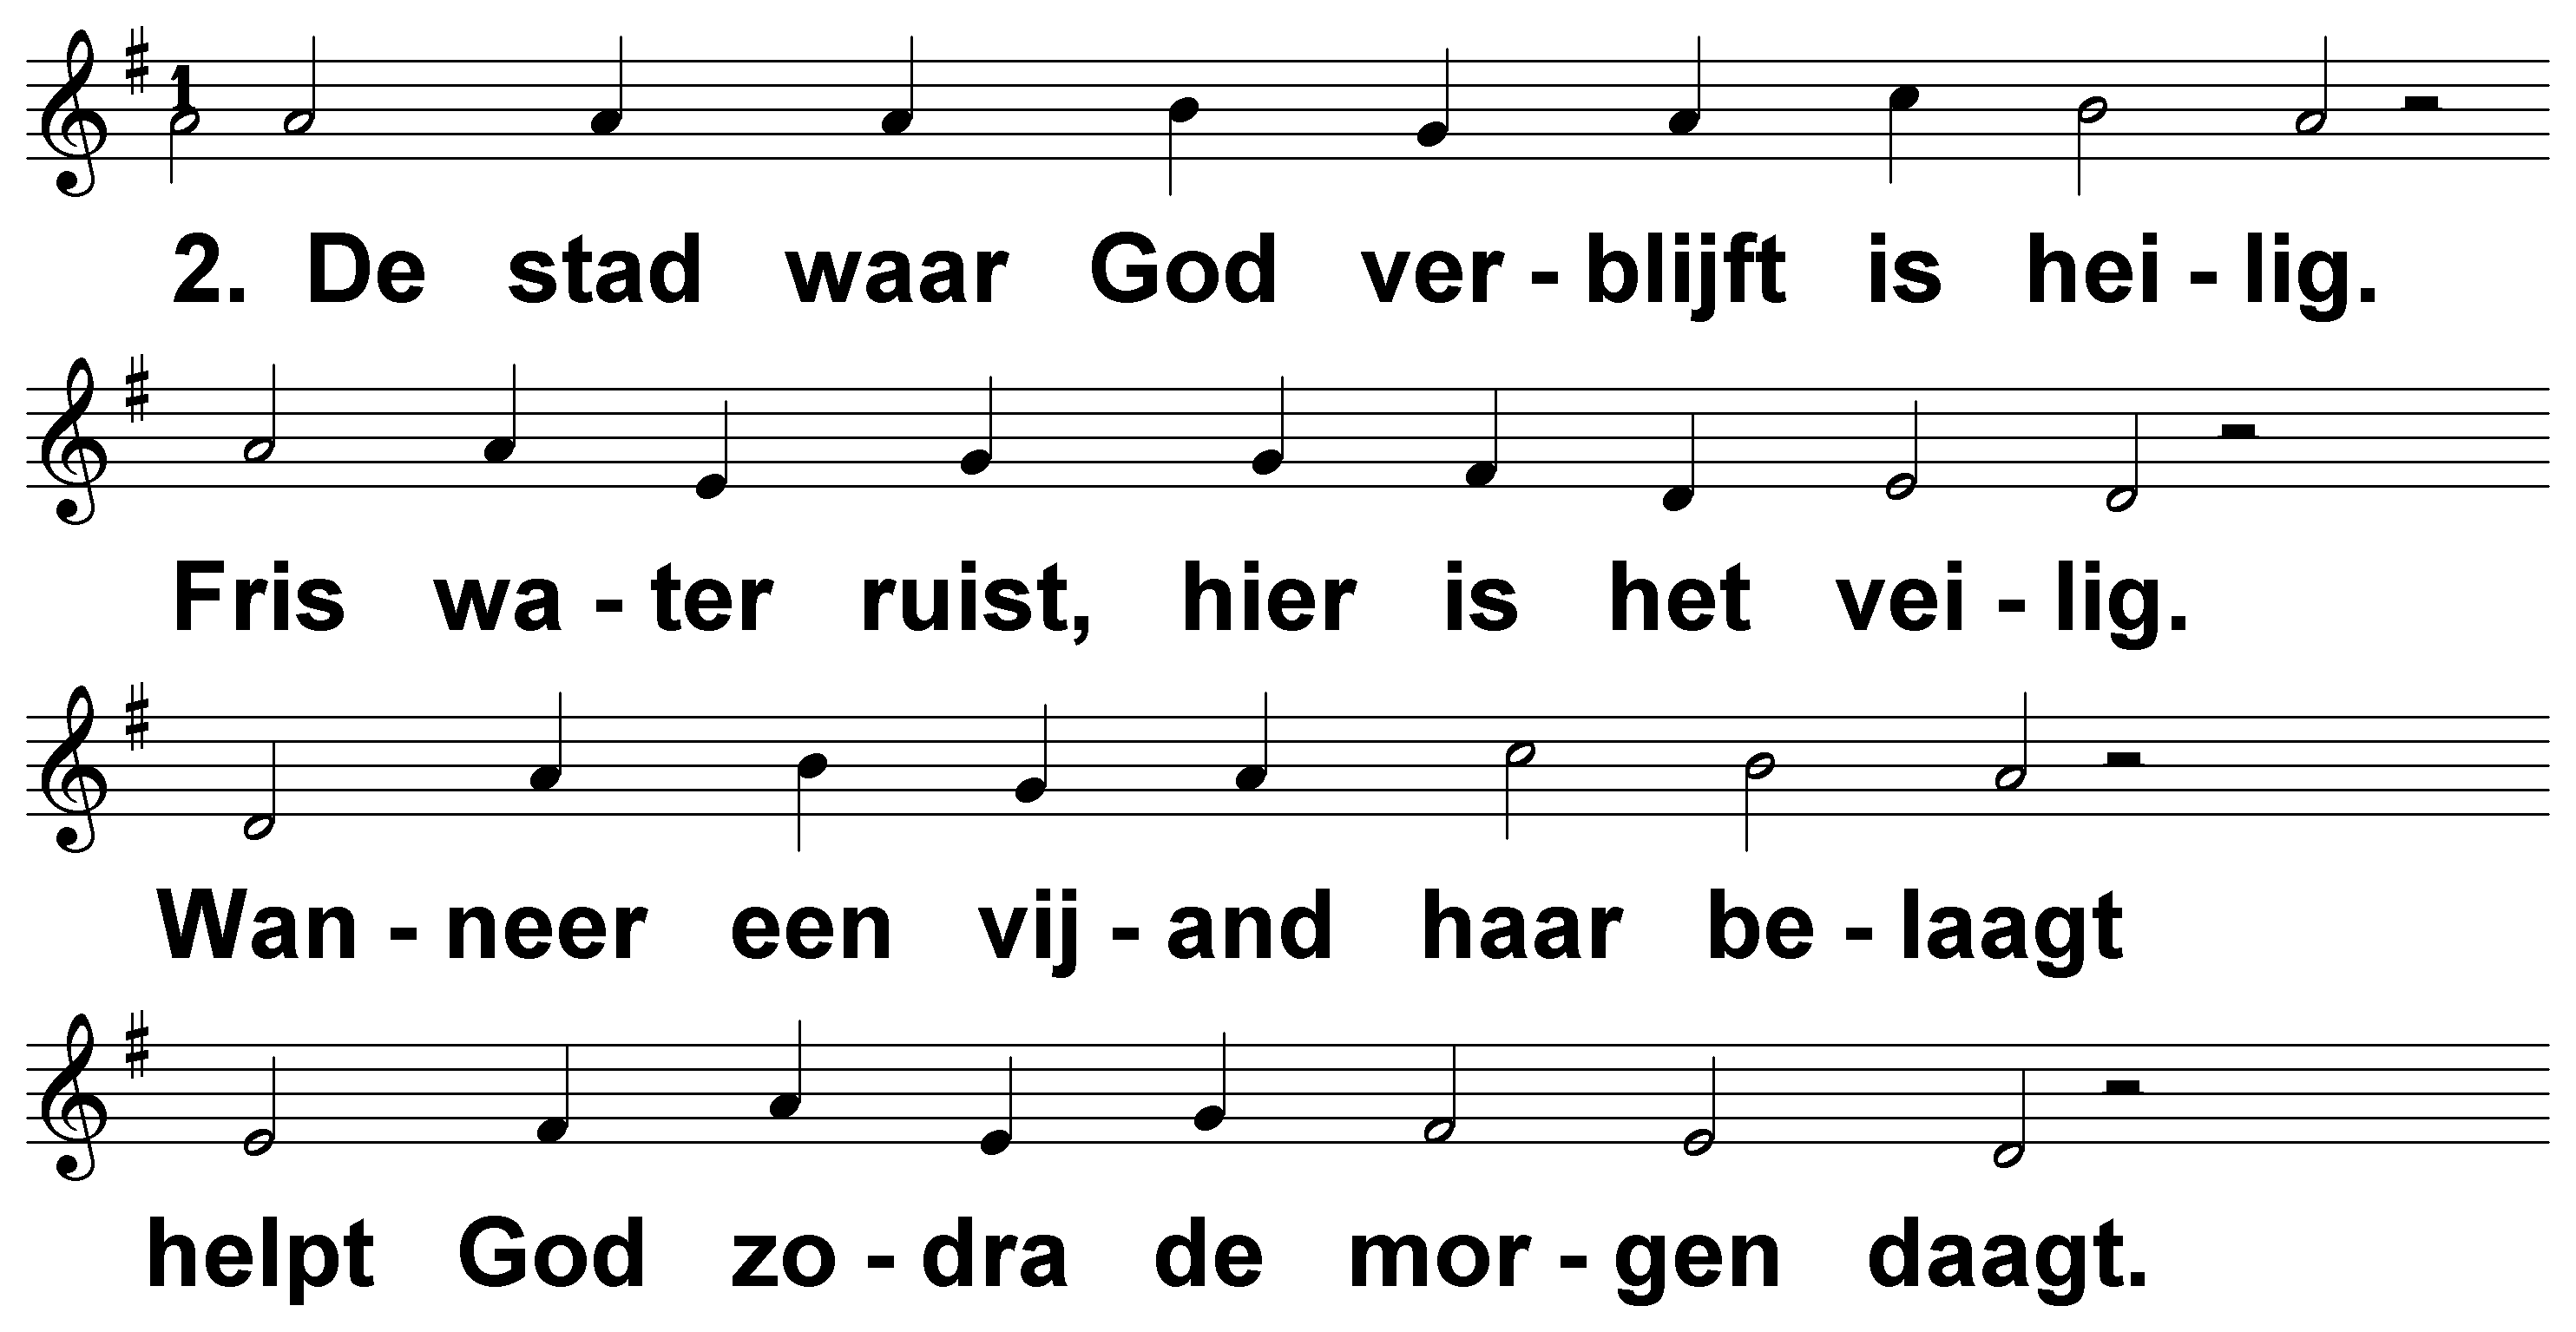 2. De stad waar God ver - blijft is hei - lig.
Fris wa - ter ruist, hier is het vei - lig.
Wan - neer een vij - and haar be - laagt
helpt God zo - dra de mor - gen daagt.